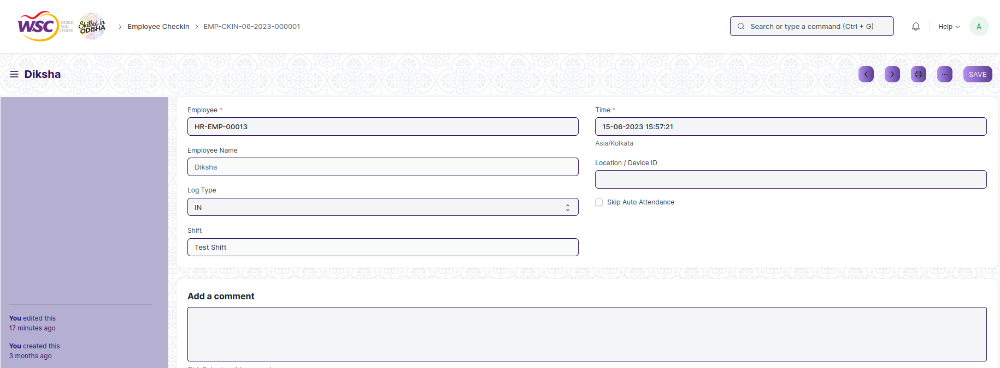 WSC WORLD SKILL CENTER
Skilled in ODISHA
Employee Checkin
EMP-CKIN-06-2023-000001
Search or type a command (Ctrl + G)
Help
A
Diksha
SAVE
Employee *
HR-EMP-00013
Time *
15-06-2023 15:57:21
Asia/Kolkata
Employee Name
Diksha
Location / Device ID
Log Type
IN
Skip Auto Attendance
Shift
Test Shift
Add a comment
You edited this
17 minutes ago
You created this
3 months ago